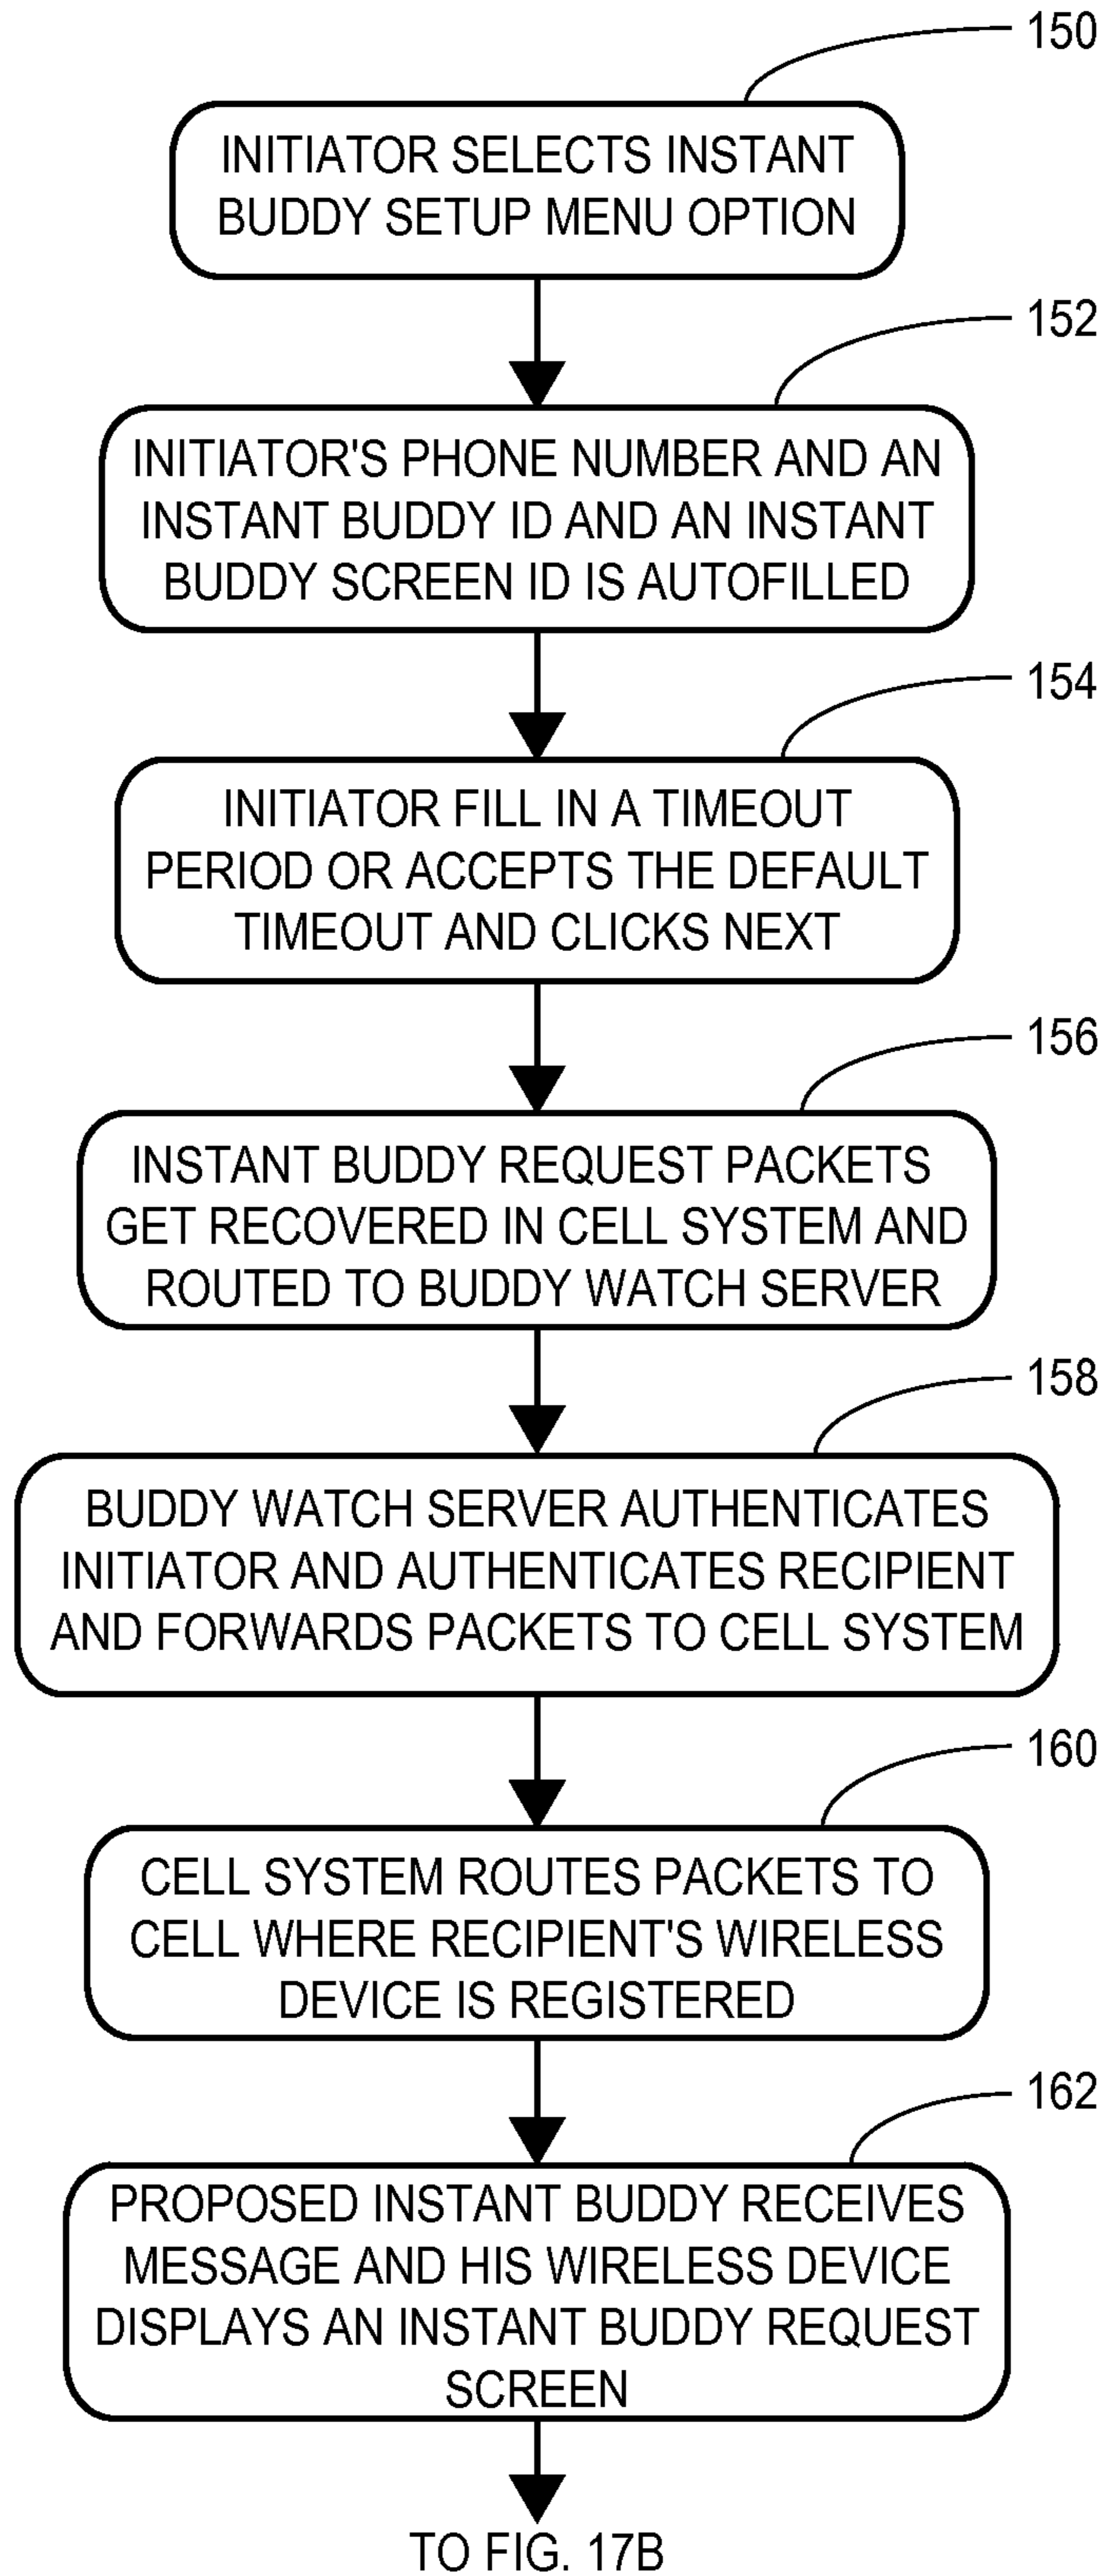 150
INITIATOR SELECTS INSTANT
BUDDY SETUP MENU OPTION
152
INITIATOR'S PHONE NUMBER AND AN
INSTANT BUDDY ID AND AN INSTANT
BUDDY SCREEN ID IS AUTOFILLED
154
INITIATOR FILL IN A TIMEOUT
PERIOD OR ACCEPTS THE DEFAULT
TIMEOUT AND CLICKS NEXT
156
INSTANT BUDDY REQUEST PACKETS
GET RECOVERED IN CELL SYSTEM AND
ROUTED TO BUDDY WATCH SERVER
158
BUDDY WATCH SERVER AUTHENTICATES
INITIATOR AND AUTHENTICATES RECIPIENT
AND FORWARDS PACKETS TO CELL SYSTEM
160
CELL SYSTEM ROUTES PACKETS TO
CELL WHERE RECIPIENT'S WIRELESS
DEVICE IS REGISTERED
162
PROPOSED INSTANT BUDDY RECEIVES
MESSAGE AND HIS WIRELESS DEVICE
DISPLAYS AN INSTANT BUDDY REQUEST
SCREEN
TO FIG. 17B